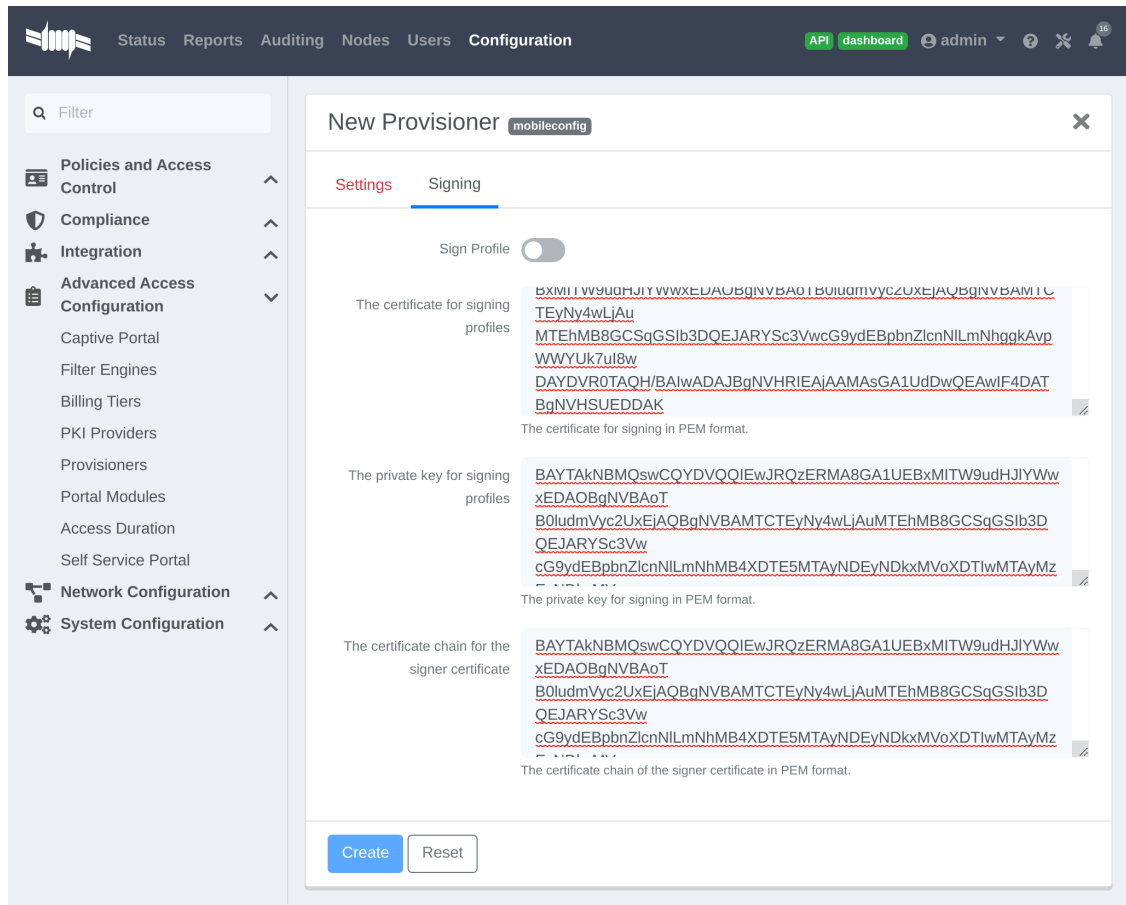 Status Reports Auditing Nodes Users Configuration
API dashboard admin 16
Filter
Policies and Access
Control
Compliance
Integration
Advanced Access
Configuration
Captive Portal
Filter Engines
Billing Tiers
PKI Providers
Provisioners
Portal Modules
Access Duration
Self Service Portal
Network Configuration
System Configuration
New Provisioner mobileconfig
Settings Signing
Sign Profile
The certificate for signing
profiles
BxMITW9udHJlYWwxEDAOBgNVBAoTB0ludmVyc2UxEjAQBgNVBAMTC
TEyNy4wLjAu
MTEhMB8GCSqGSIb3DQEJARYSc3VwcG9ydEBpbnZlcnNlLmNhggkAvp
WWYUk7uI8w
DAYDVR0TAQH/BAIwADAJBgNVHRIEAjAAMAsGA1UdDwQEAwIF4DAT
BgNVHSUEDDAK
The certificate for signing in PEM format.
The private key for signing
profiles
BAYTAkNBMQswCQYDVQQIEwJRQzERMA8GA1UEBxMITW9udHJlYWw
xEDAOBgNVBAoT
B0ludmVyc2UxEjAQBgNVBAMTCTEyNy4wLjAuMTEhMB8GCSqGSIb3D
QEJARYSc3Vw
cG9ydEBpbnZlcnNlLmNhMB4XDTE5MTAyNDEyNDkxMVoXDTIwMTAyMz
The private key for signing in PEM format.
The certificate chain for the
signer certificate
BAYTAkNBMQswCQYDVQQIEwJRQzERMA8GA1UEBxMITW9udHJlYWw
xEDAOBgNVBAoT
B0ludmVyc2UxEjAQBgNVBAMTCTEyNy4wLjAuMTEhMB8GCSqGSIb3D
QEJARYSc3Vw
cG9ydEBpbnZlcnNlLmNhMB4XDTE5MTAyNDEyNDkxMVoXDTIwMTAyMz
The certificate chain of the signer certificate in PEM format.
Create Reset